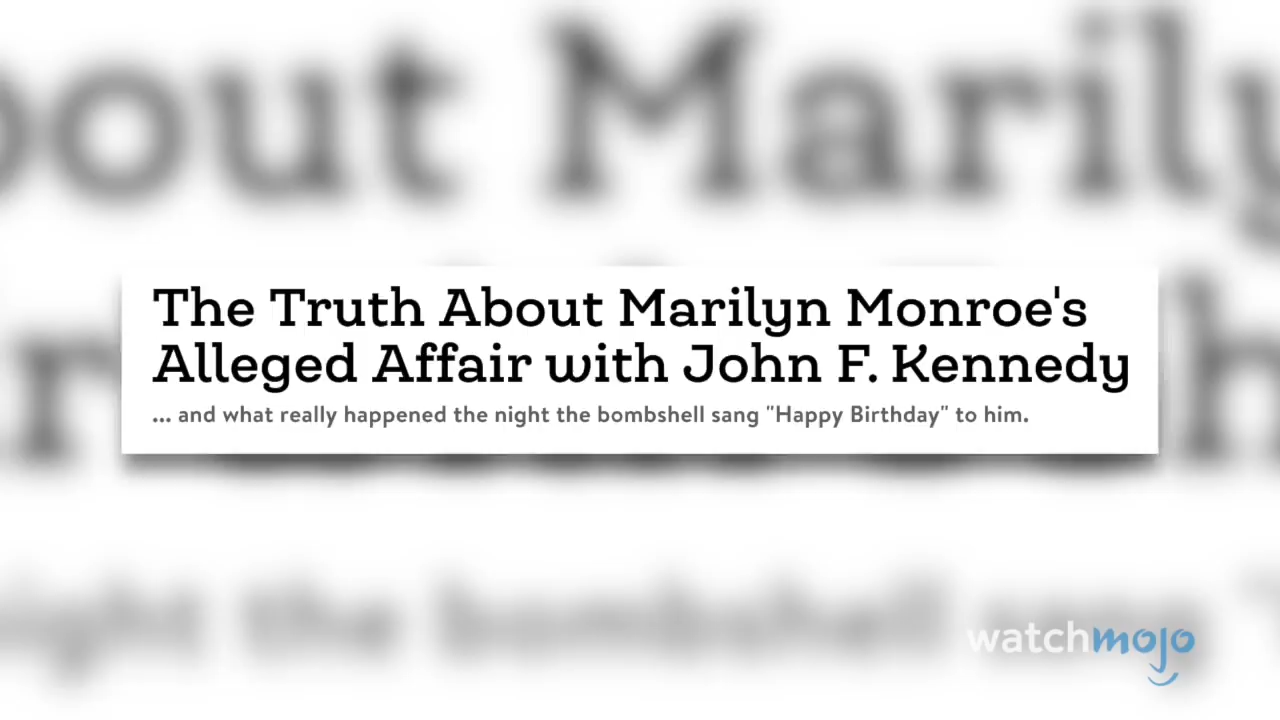 The Truth About Marilyn Monroe's
Alleged Affair with John F. Kennedy
... and what really happened the night the bombshell sang "Happy Birthday" to him.
watchmojo